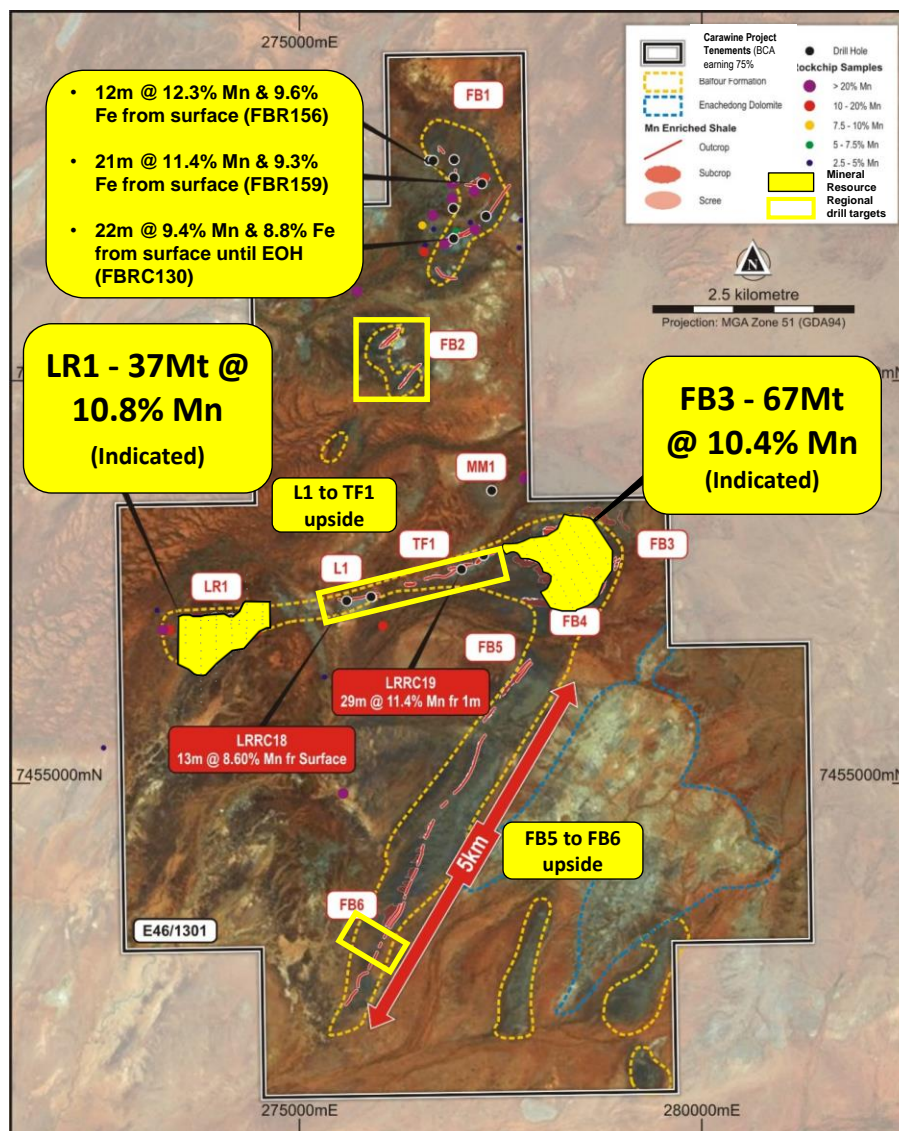 275000mE
• 12m @ 12.3% Mn & 9.6%
Fe from surface (FBR156)
• 21m @ 11.4% Mn & 9.3%
Fe from surface (FBR159)
• 22m @ 9.4% Mn & 8.8% Fe
from surface until EOH
(FBRC130)
FB1
Carawine Project
Tenements (BCA
earning 75%
Balfour Formation
Enachedong Dolomite
Mn Enriched Shale
Outcrop
Subcrop
Scree
Drill Hole
Rockchip Samples
> 20% Mn
10 - 20% Mn
7.5 - 10% Mn
5 - 7.5% Mn
2.5 - 5% Mn
Mineral
Resource
Regional
drill targets
N
2.5 kilometre
Projection: MGA Zone 51 (GDA94)
FB2
LR1 - 37Mt @
10.8% Mn
(Indicated)
FB3 - 67Mt
@ 10.4% Mn
(Indicated)
MM1
L1 to TF1
upside
TF1
FB3
L1
LR1
FB4
FB5
LRRC19
29m @ 11.4% Mn fr 1m
LRRC18
13m @ 8.60% Mn fr Surface
7455000mN
7455000mN
5km
FB5 to FB6
upside
FB6
E46/1301
275000mE
280000mE